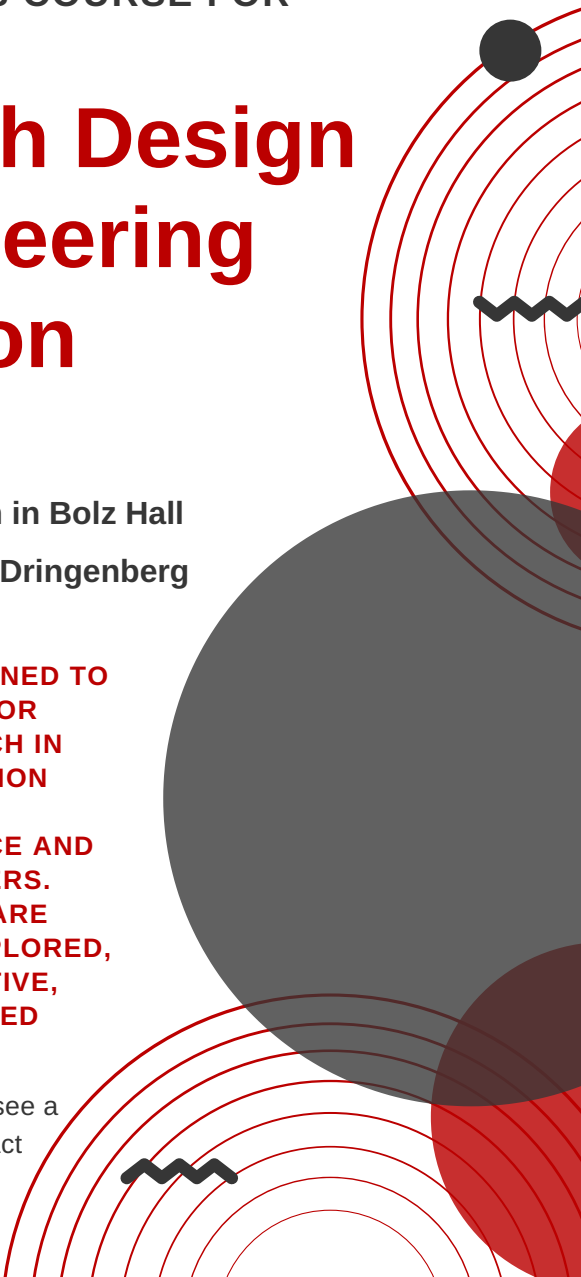 COURSE FOR
h Design
eering
on
in Bolz Hall
Dringenberg
NED TO
OR
CH IN
ION
CE AND
ERS.
ARE
PLORED,
TIVE,
ED
see a
ct